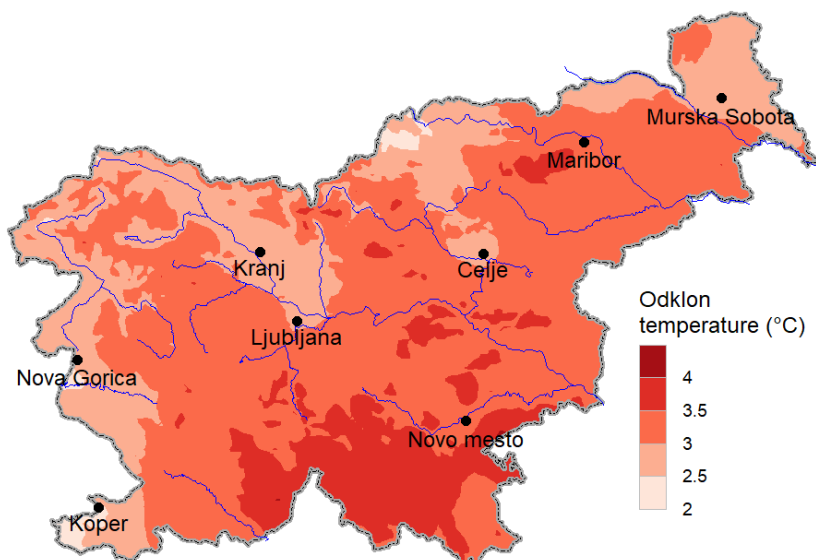 Murska Sobota
Maribor
Kranj
Celje
Ljubljana
Nova Gorica
Novo mesto
Koper
Odklon
temperature (°C)
4
3.5
3
2.5
2